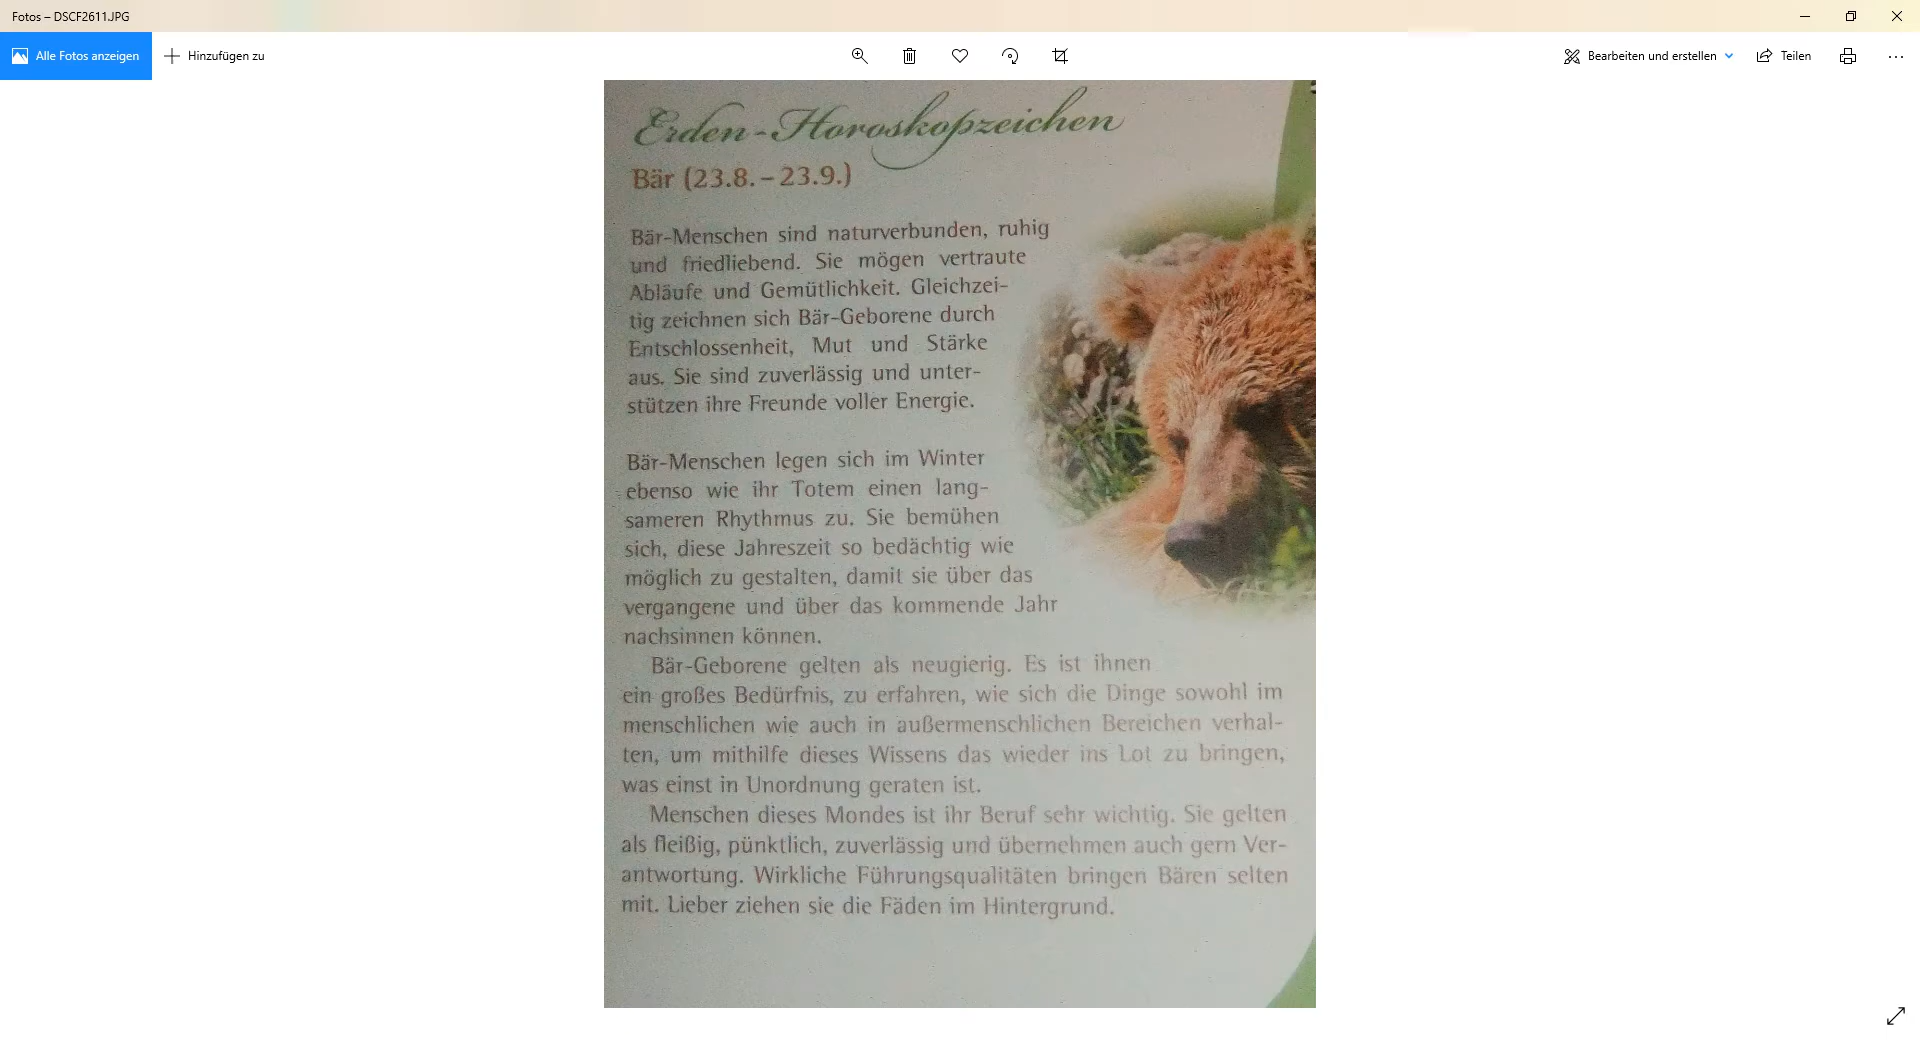 Fotos – DSCF2611.JPG
Alle Fotos anzeigen
Hinzufügen zu
Bearbeiten und erstellen
Teilen
Erden-Horoskopzeichen
Bär (23.8. – 23.9.)
Bär-Menschen sind naturverbunden, ruhig
und friedliebend. Sie mögen vertraute
Abläufe und Gemütlichkeit. Gleichzei-
tig zeichnen sich Bär-Geborene durch
Entschlossenheit, Mut und Stärke
aus. Sie sind zuverlässig und unter-
stützen ihre Freunde voller Energie.
Bär-Menschen legen sich im Winter
ebenso wie ihr Totem einen lang-
sameren Rhythmus zu. Sie bemühen
sich, diese Jahreszeit so bedächtig wie
möglich zu gestalten, damit sie über das
vergangene und über das kommende Jahr
nachsinnen können.
Bär-Geborene gelten als neugierig. Es ist ihnen
ein großes Bedürfnis, zu erfahren, wie sich die Dinge sowohl im
menschlichen wie auch in außermenschlichen Bereichen verhal-
ten, um mithilfe dieses Wissens das wieder ins Lot zu bringen,
was einst in Unordnung geraten ist.
Menschen dieses Mondes ist ihr Beruf sehr wichtig. Sie gelten
als fleißig, pünktlich, zuverlässig und übernehmen auch gern Ver-
antwortung. Wirkliche Führungsqualitäten bringen Bären selten
mit. Lieber ziehen sie die Fäden im Hintergrund.